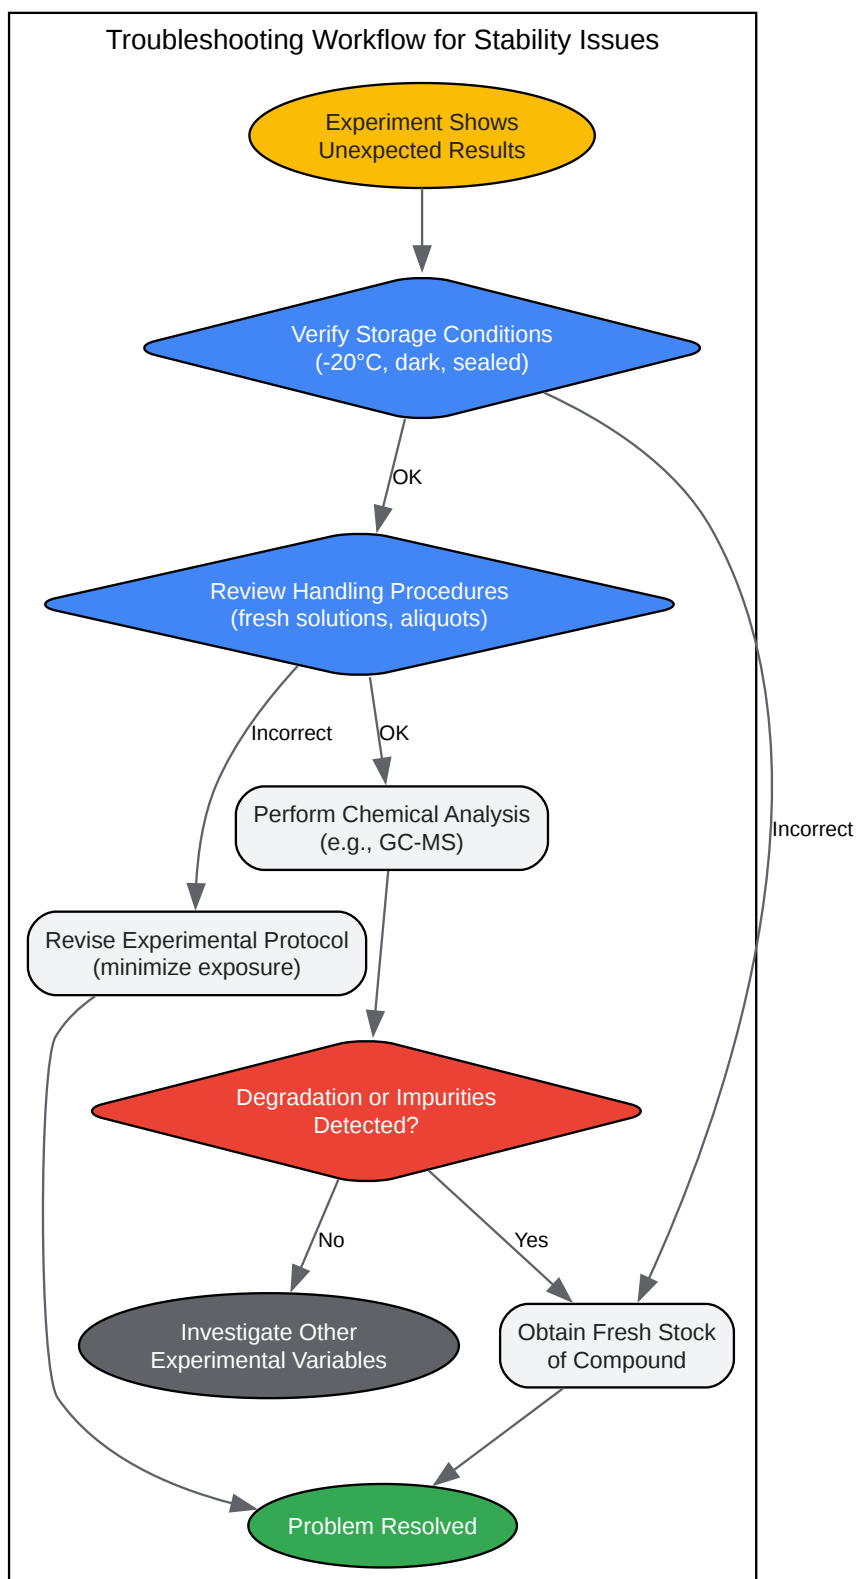 Troubleshooting Workflow for Stability Issues
Experiment Shows
Unexpected Results
Verify Storage Conditions
(-20°C, dark, sealed)
OK
Review Handling Procedures
(fresh solutions, aliquots)
Incorrect
OK
Perform Chemical Analysis
(e.g., GC-MS)
Incorrect
Revise Experimental Protocol
(minimize exposure)
Degradation or Impurities
Detected?
No
Yes
Investigate Other
Experimental Variables
Obtain Fresh Stock
of Compound
Problem Resolved